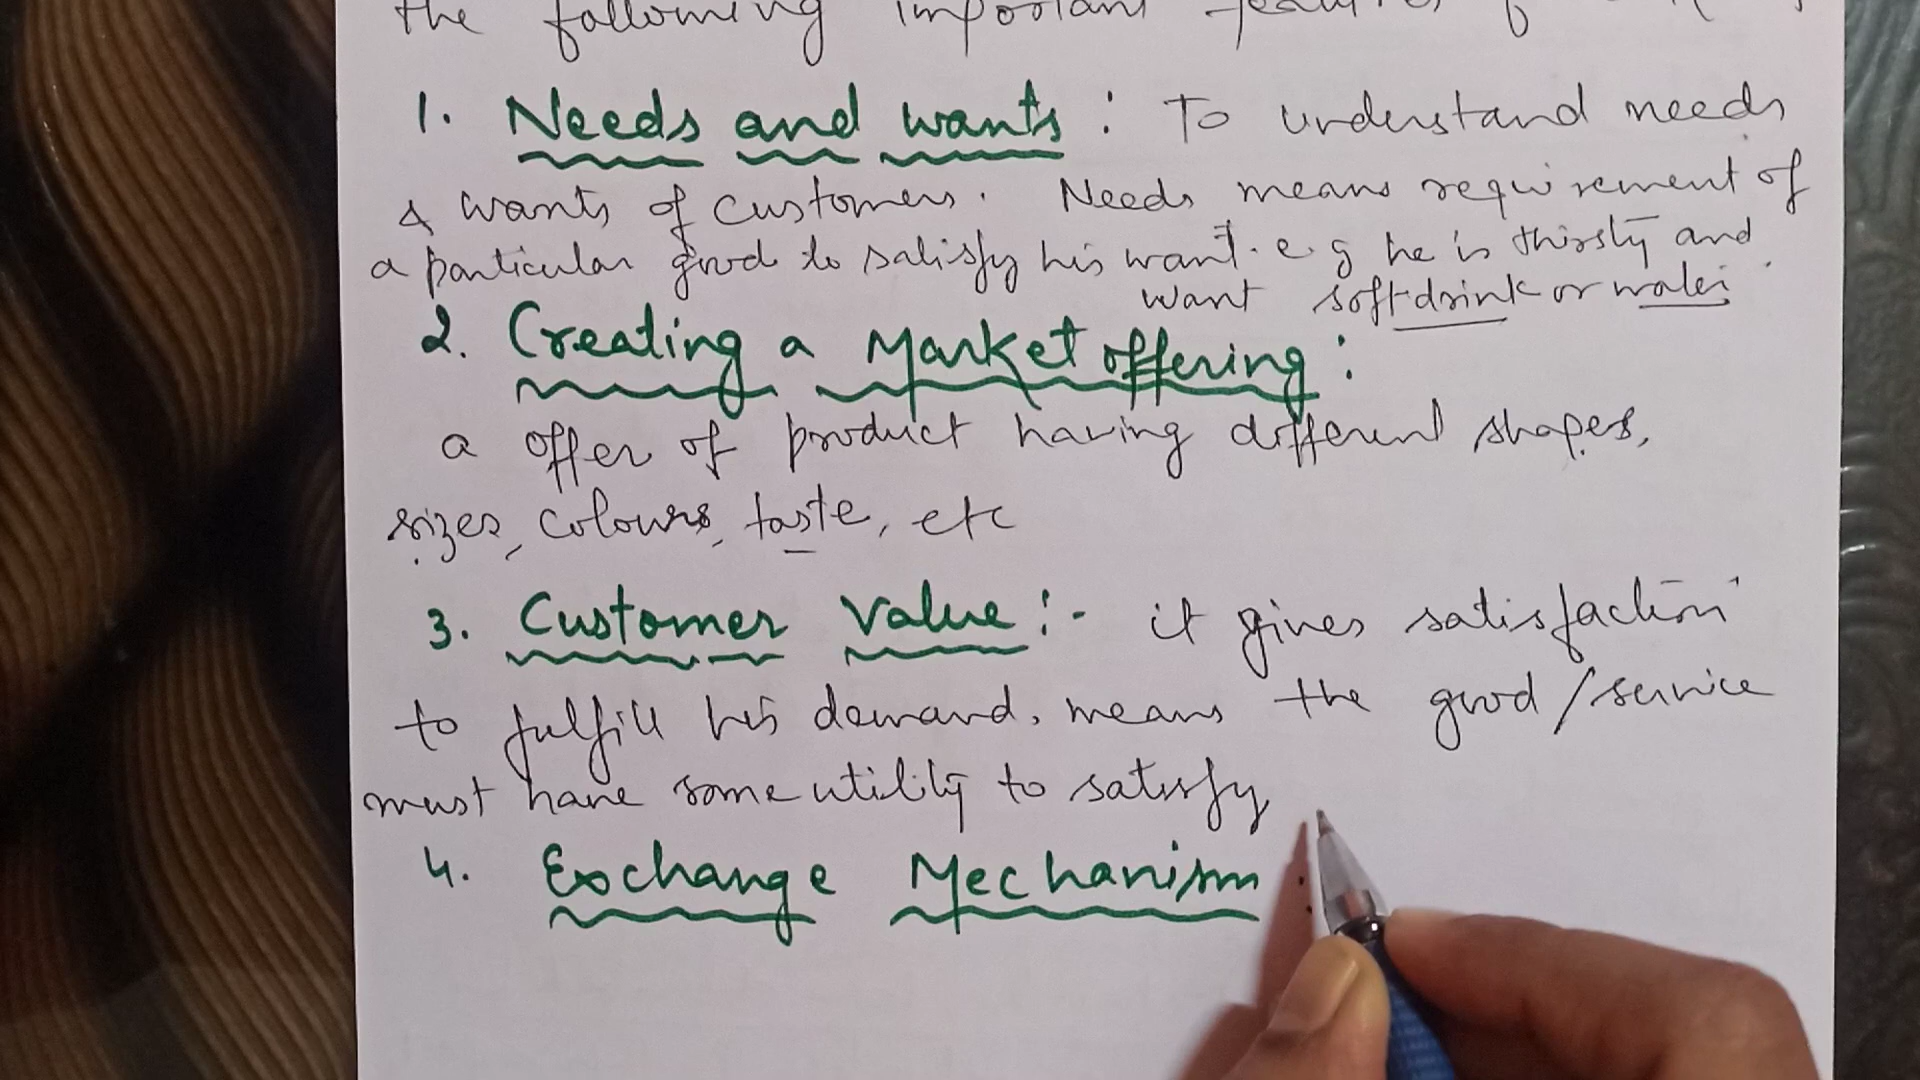 the following important features of
1. Needs and wants : To understand needs
& wants of customers. Needs means requirement of
a particular good to satisfy his want. e.g he is thirsty and
want softdrink or water
2. Creating a Market offering :
a offer of product having different shapes,
sizes, colours, taste, etc
3. Customer Value :- it gives satisfaction
to fulfill his demand, means the good/service
must have some utility to satisfy
4. Exchange Mechanism :